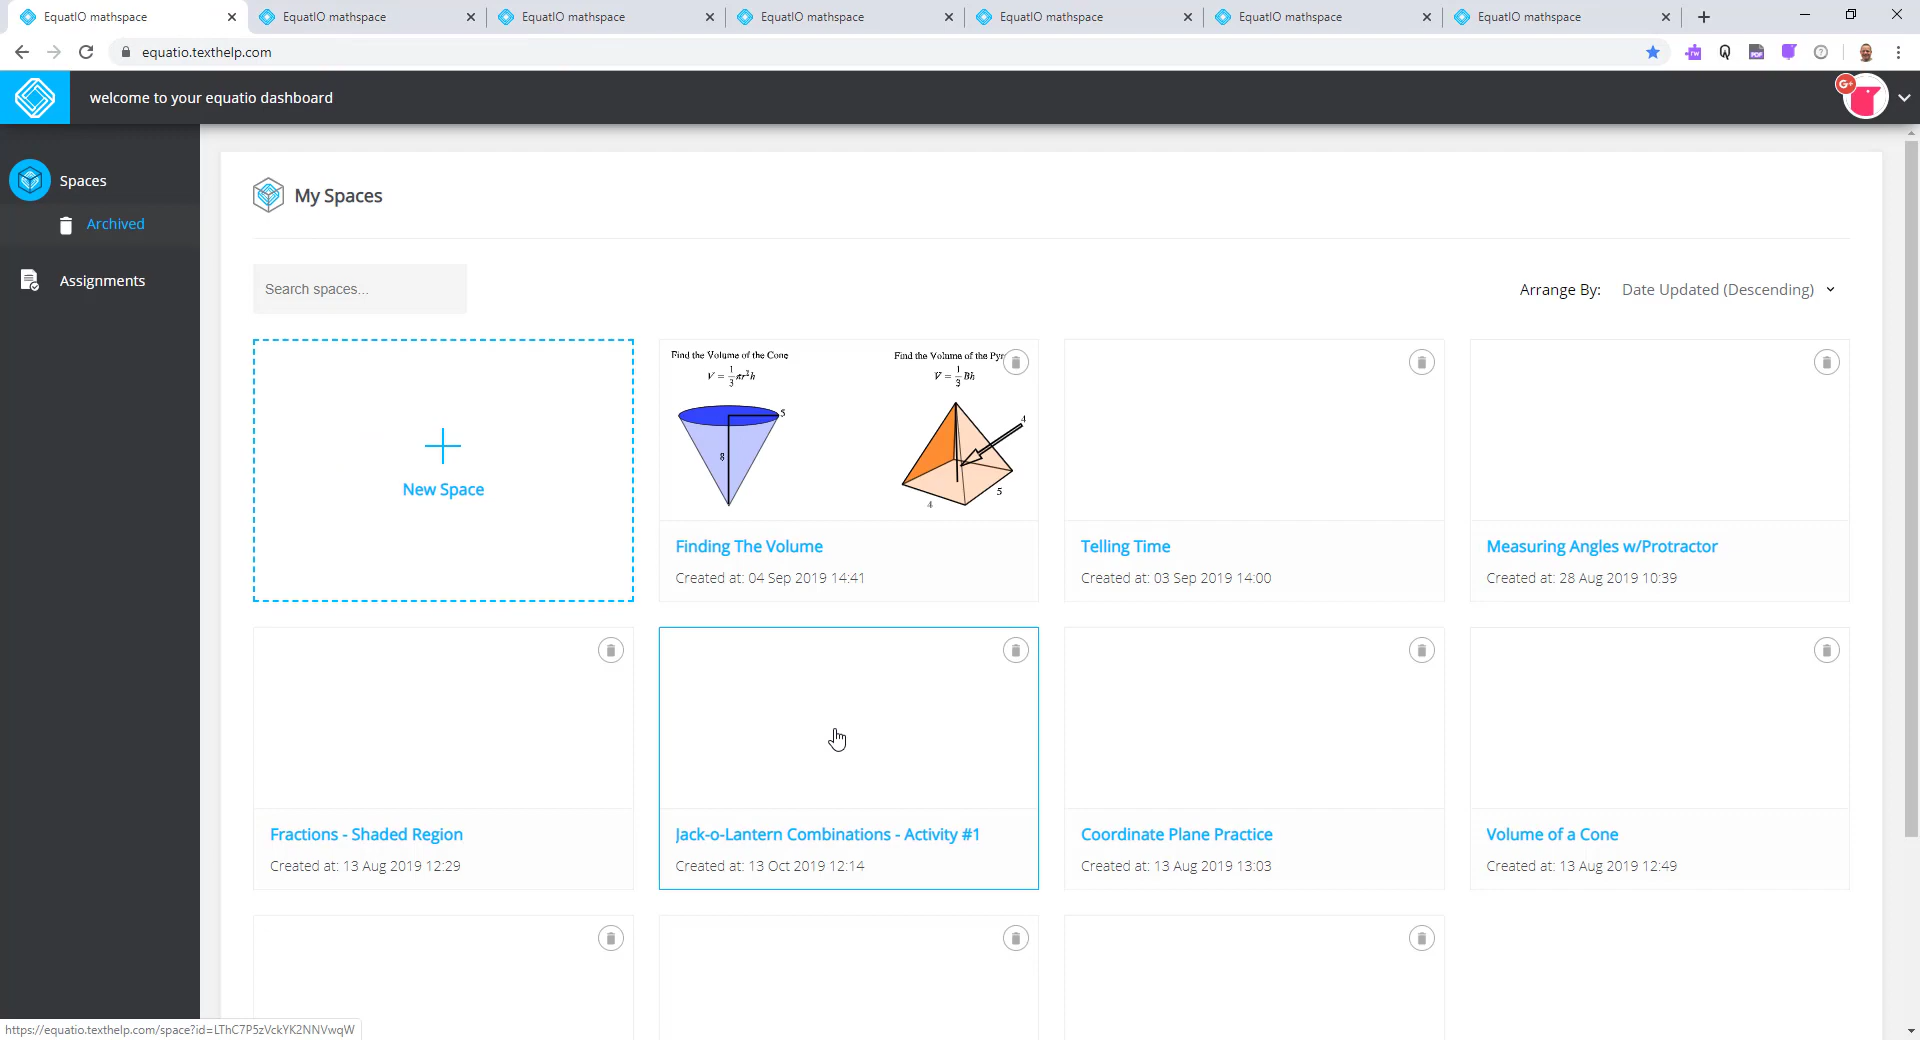 EquatIO mathspace
EquatIO mathspace
EquatIO mathspace
EquatIO mathspace
EquatIO mathspace
EquatIO mathspace
EquatIO mathspace
equatio.texthelp.com
welcome to your equatio dashboard
G+
Spaces
Archived
Assignments
My Spaces
Search spaces...
Arrange By: Date Updated (Descending)
New Space
Find the Volume of the Cone
V = 1/3 πr²h
5
8
Find the Volume of the Pyr
V = 1/3 Bh
4
5
4
Finding The Volume
Created at: 04 Sep 2019 14:41
Telling Time
Created at: 03 Sep 2019 14:00
Measuring Angles w/Protractor
Created at: 28 Aug 2019 10:39
Fractions - Shaded Region
Created at: 13 Aug 2019 12:29
Jack-o-Lantern Combinations - Activity #1
Created at: 13 Oct 2019 12:14
Coordinate Plane Practice
Created at: 13 Aug 2019 13:03
Volume of a Cone
Created at: 13 Aug 2019 12:49
https://equatio.texthelp.com/space?id=LThC7P5zVckYK2NNVwqW